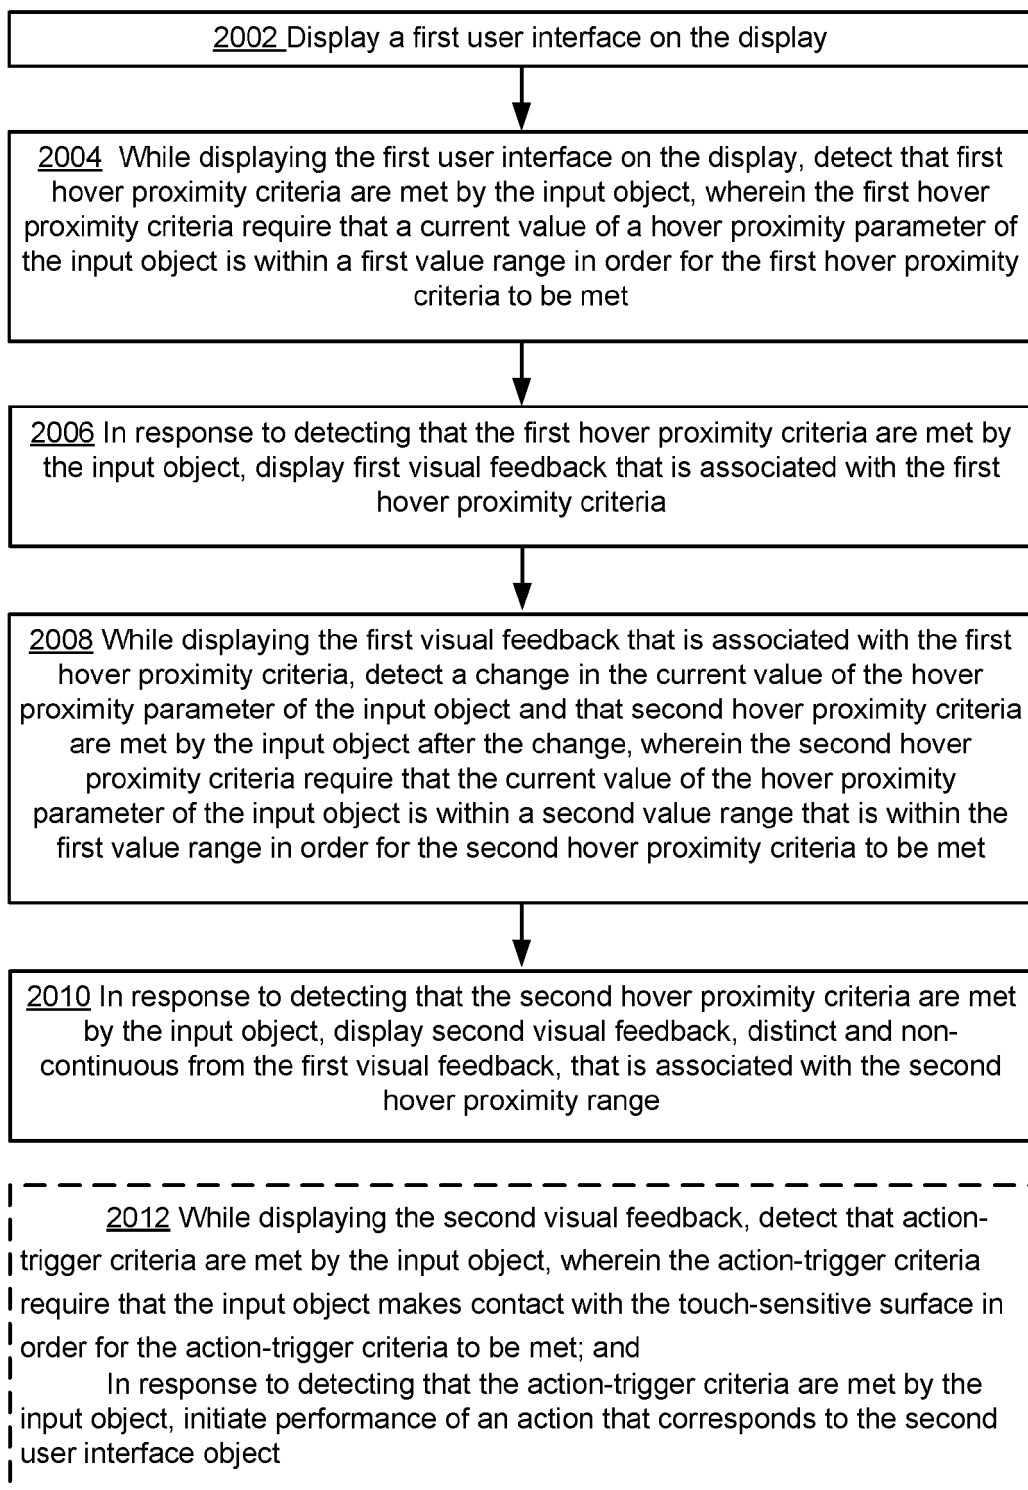 2002 Display a first user interface on the display
2004 While displaying the first user interface on the display, detect that first
hover proximity criteria are met by the input object, wherein the first hover
proximity criteria require that a current value of a hover proximity parameter of
the input object is within a first value range in order for the first hover proximity
criteria to be met
2006 In response to detecting that the first hover proximity criteria are met by
the input object, display first visual feedback that is associated with the first
hover proximity criteria
2008 While displaying the first visual feedback that is associated with the first
hover proximity criteria, detect a change in the current value of the hover
proximity parameter of the input object and that second hover proximity criteria
are met by the input object after the change, wherein the second hover
proximity criteria require that the current value of the hover proximity
parameter of the input object is within a second value range that is within the
first value range in order for the second hover proximity criteria to be met
2010 In response to detecting that the second hover proximity criteria are met
by the input object, display second visual feedback, distinct and non-
continuous from the first visual feedback, that is associated with the second
hover proximity range
2012 While displaying the second visual feedback, detect that action-
trigger criteria are met by the input object, wherein the action-trigger criteria
require that the input object makes contact with the touch-sensitive surface in
order for the action-trigger criteria to be met; and
In response to detecting that the action-trigger criteria are met by the
input object, initiate performance of an action that corresponds to the second
user interface object